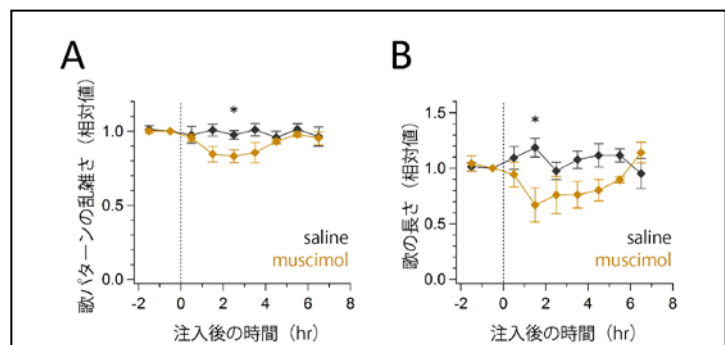 A
歌パターンの乱雑さ（相対値）
*
1.0
0.5
0.0
saline
muscimol
-2 0 2 4 6 8
注入後の時間（hr）
B
歌の長さ（相対値）
*
1.5
1.0
0.5
0.0
saline
muscimol
-2 0 2 4 6 8
注入後の時間（hr）